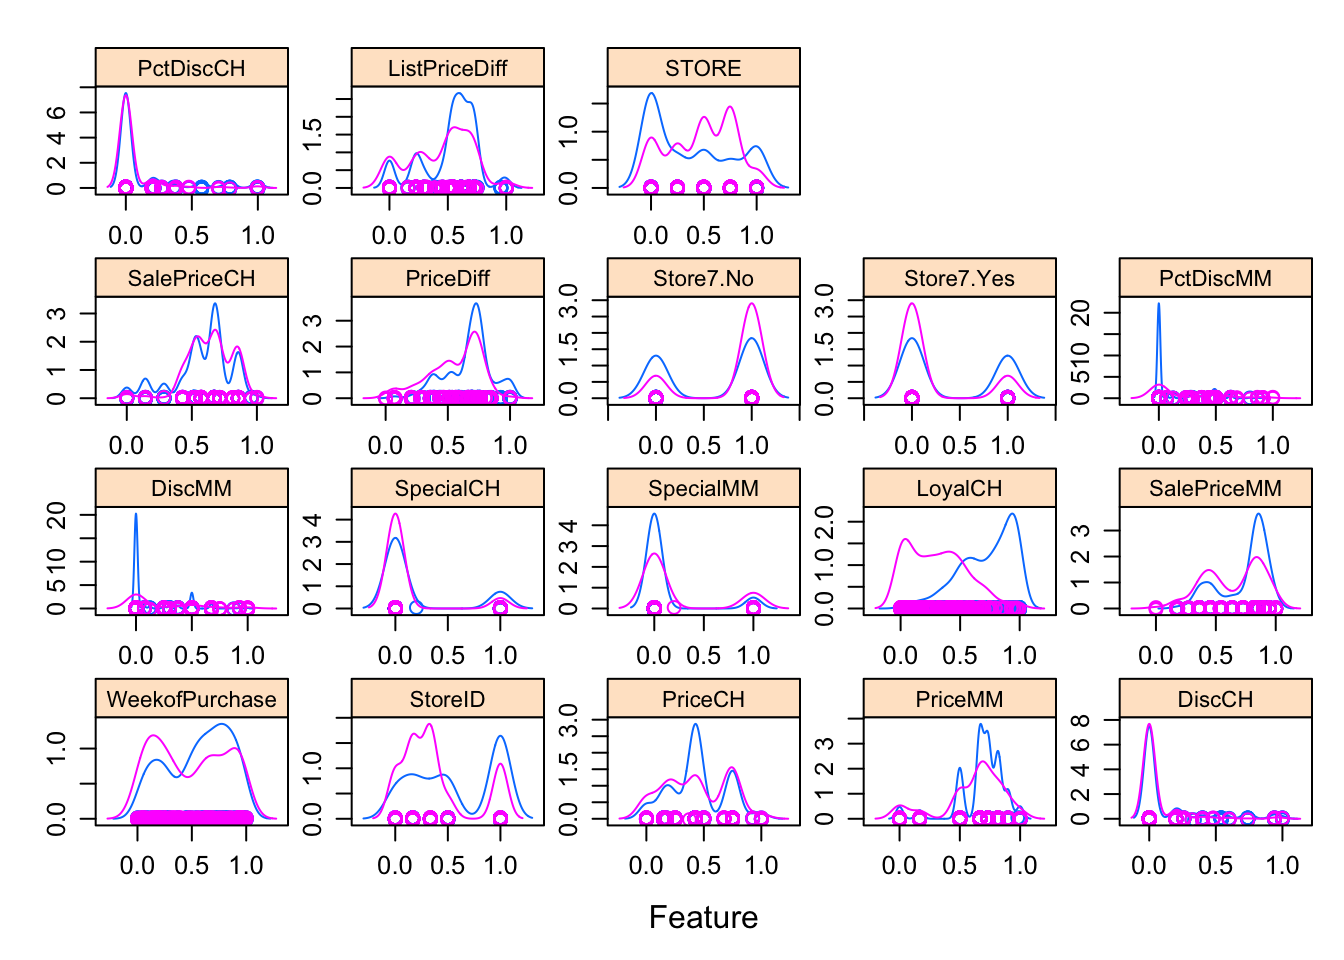 PctDiscCH ListPriceDiff STORE
0 2 4 6 0.0 1.5 0.0 1.0
0.0 0.5 1.0 0.0 0.5 1.0 0.0 0.5 1.0
SalePriceCH PriceDiff Store7.No Store7.Yes PctDiscMM
0 1 2 3 0 1 2 3 0.0 1.5 3.0 0.0 1.5 3.0 0 5 10 20
0.0 0.5 1.0 0.0 0.5 1.0 0.0 0.5 1.0 0.0 0.5 1.0 0.0 0.5 1.0
DiscMM SpecialCH SpecialMM LoyalCH SalePriceMM
0 5 10 20 0 1 2 3 4 0 1 2 3 4 0.0 1.0 2.0 0 1 2 3
0.0 0.5 1.0 0.0 0.5 1.0 0.0 0.5 1.0 0.0 0.5 1.0 0.0 0.5 1.0
WeekofPurchase StoreID PriceCH PriceMM DiscCH
0.0 1.0 0.0 1.0 0.0 1.5 3.0 0 1 2 3 0 2 4 6 8
0.0 0.5 1.0 0.0 0.5 1.0 0.0 0.5 1.0 0.0 0.5 1.0 0.0 0.5 1.0
Feature